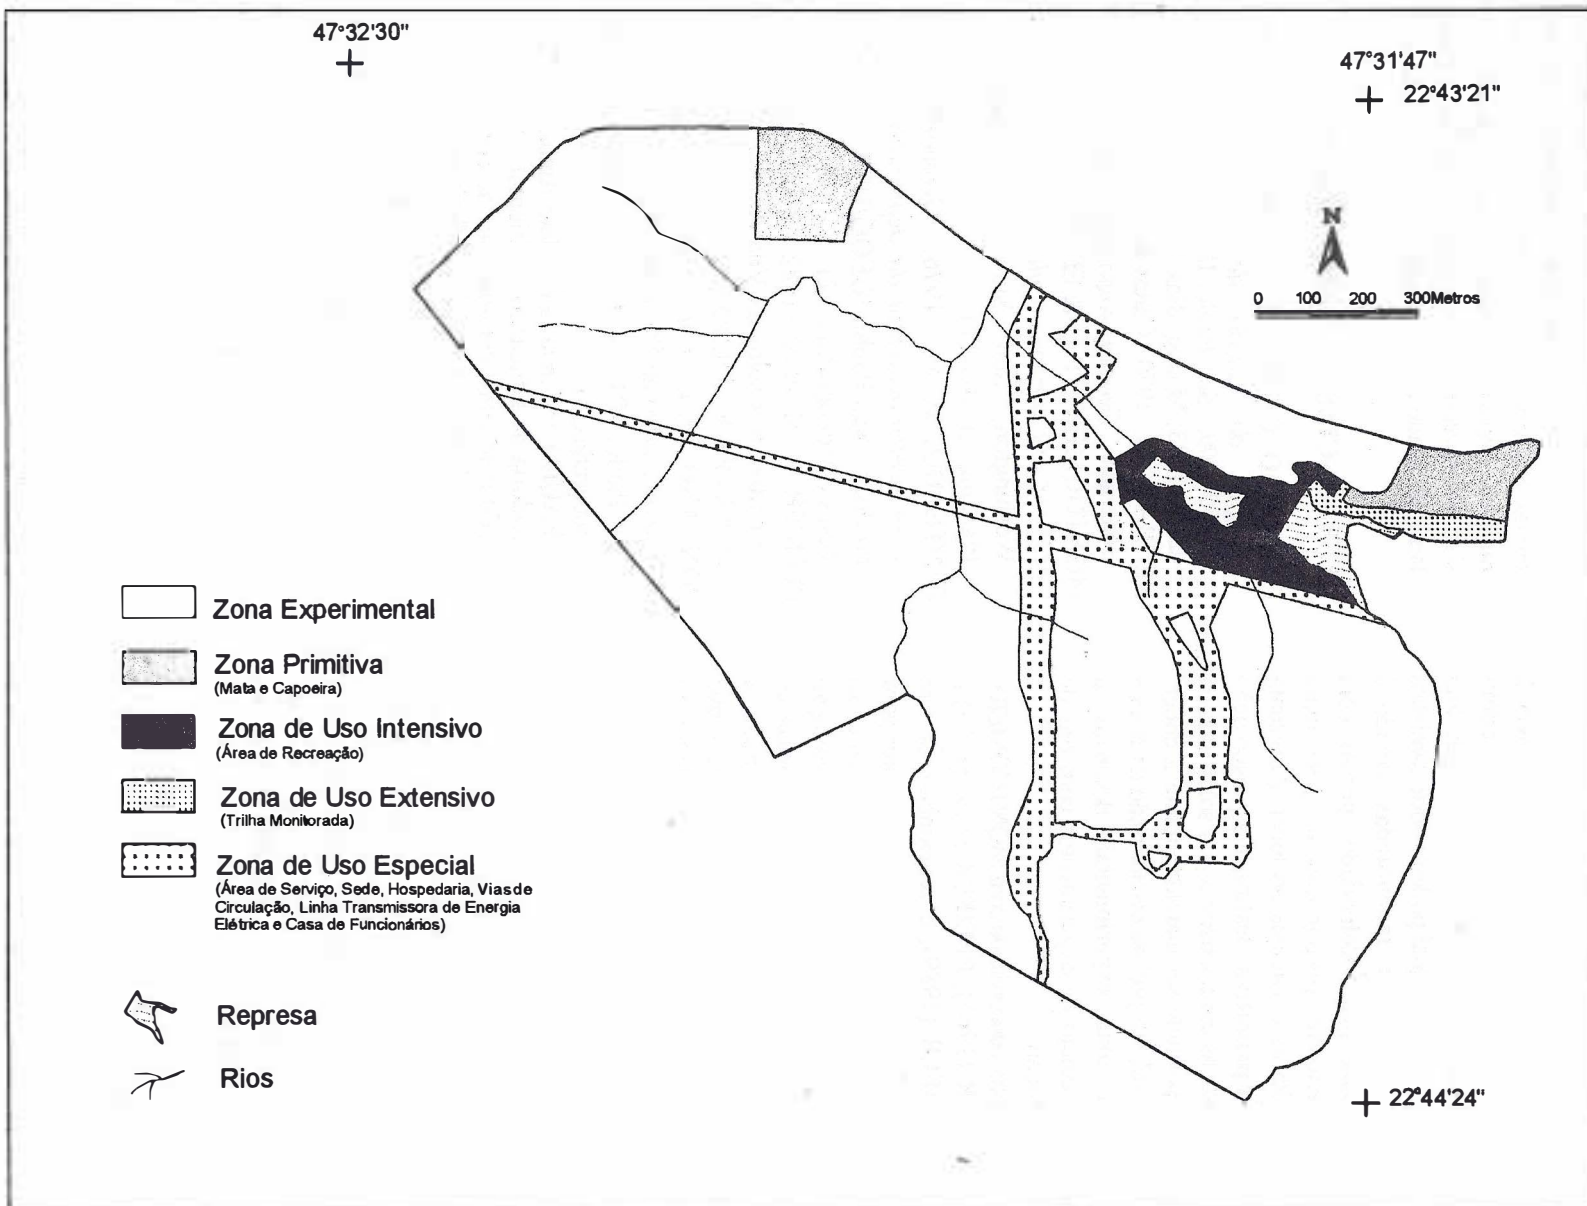 47°32'30"
47°31'47"
22°43'21"
N
0 100 200 300Metros
Zona Experimental
Zona Primitiva
(Mata e Capoeira)
Zona de Uso Intensivo
(Área de Recreação)
Zona de Uso Extensivo
(Trilha Monitorada)
Zona de Uso Especial
(Área de Serviço, Sede, Hospedaria, Vias de
Circulação, Linha Transmissora de Energia
Elétrica e Casa de Funcionários)
Represa
Rios
22°44'24"